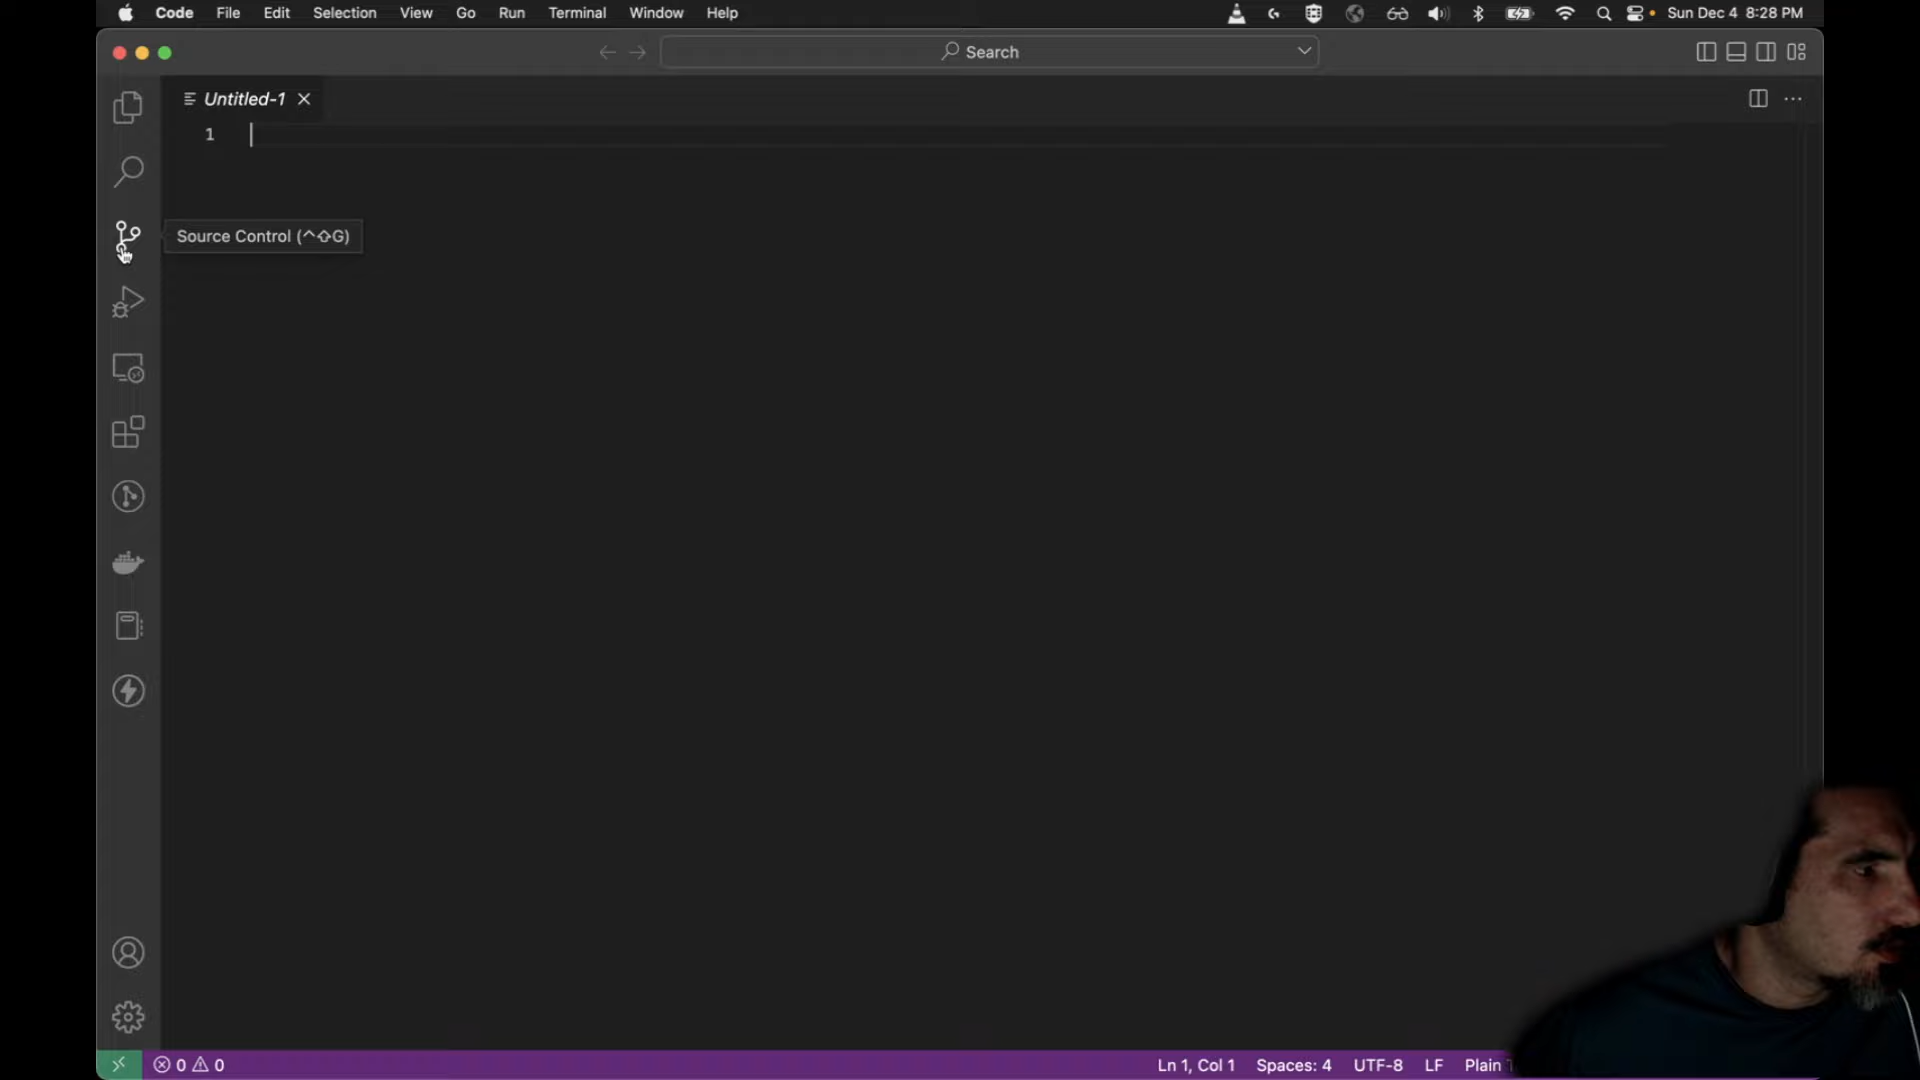 Code File Edit Selection View Go Run Terminal Window Help Sun Dec 4 8:28 PM
Search
Untitled-1
1
Source Control (^⇧G)
0 0 Ln 1, Col 1 Spaces: 4 UTF-8 LF Plain